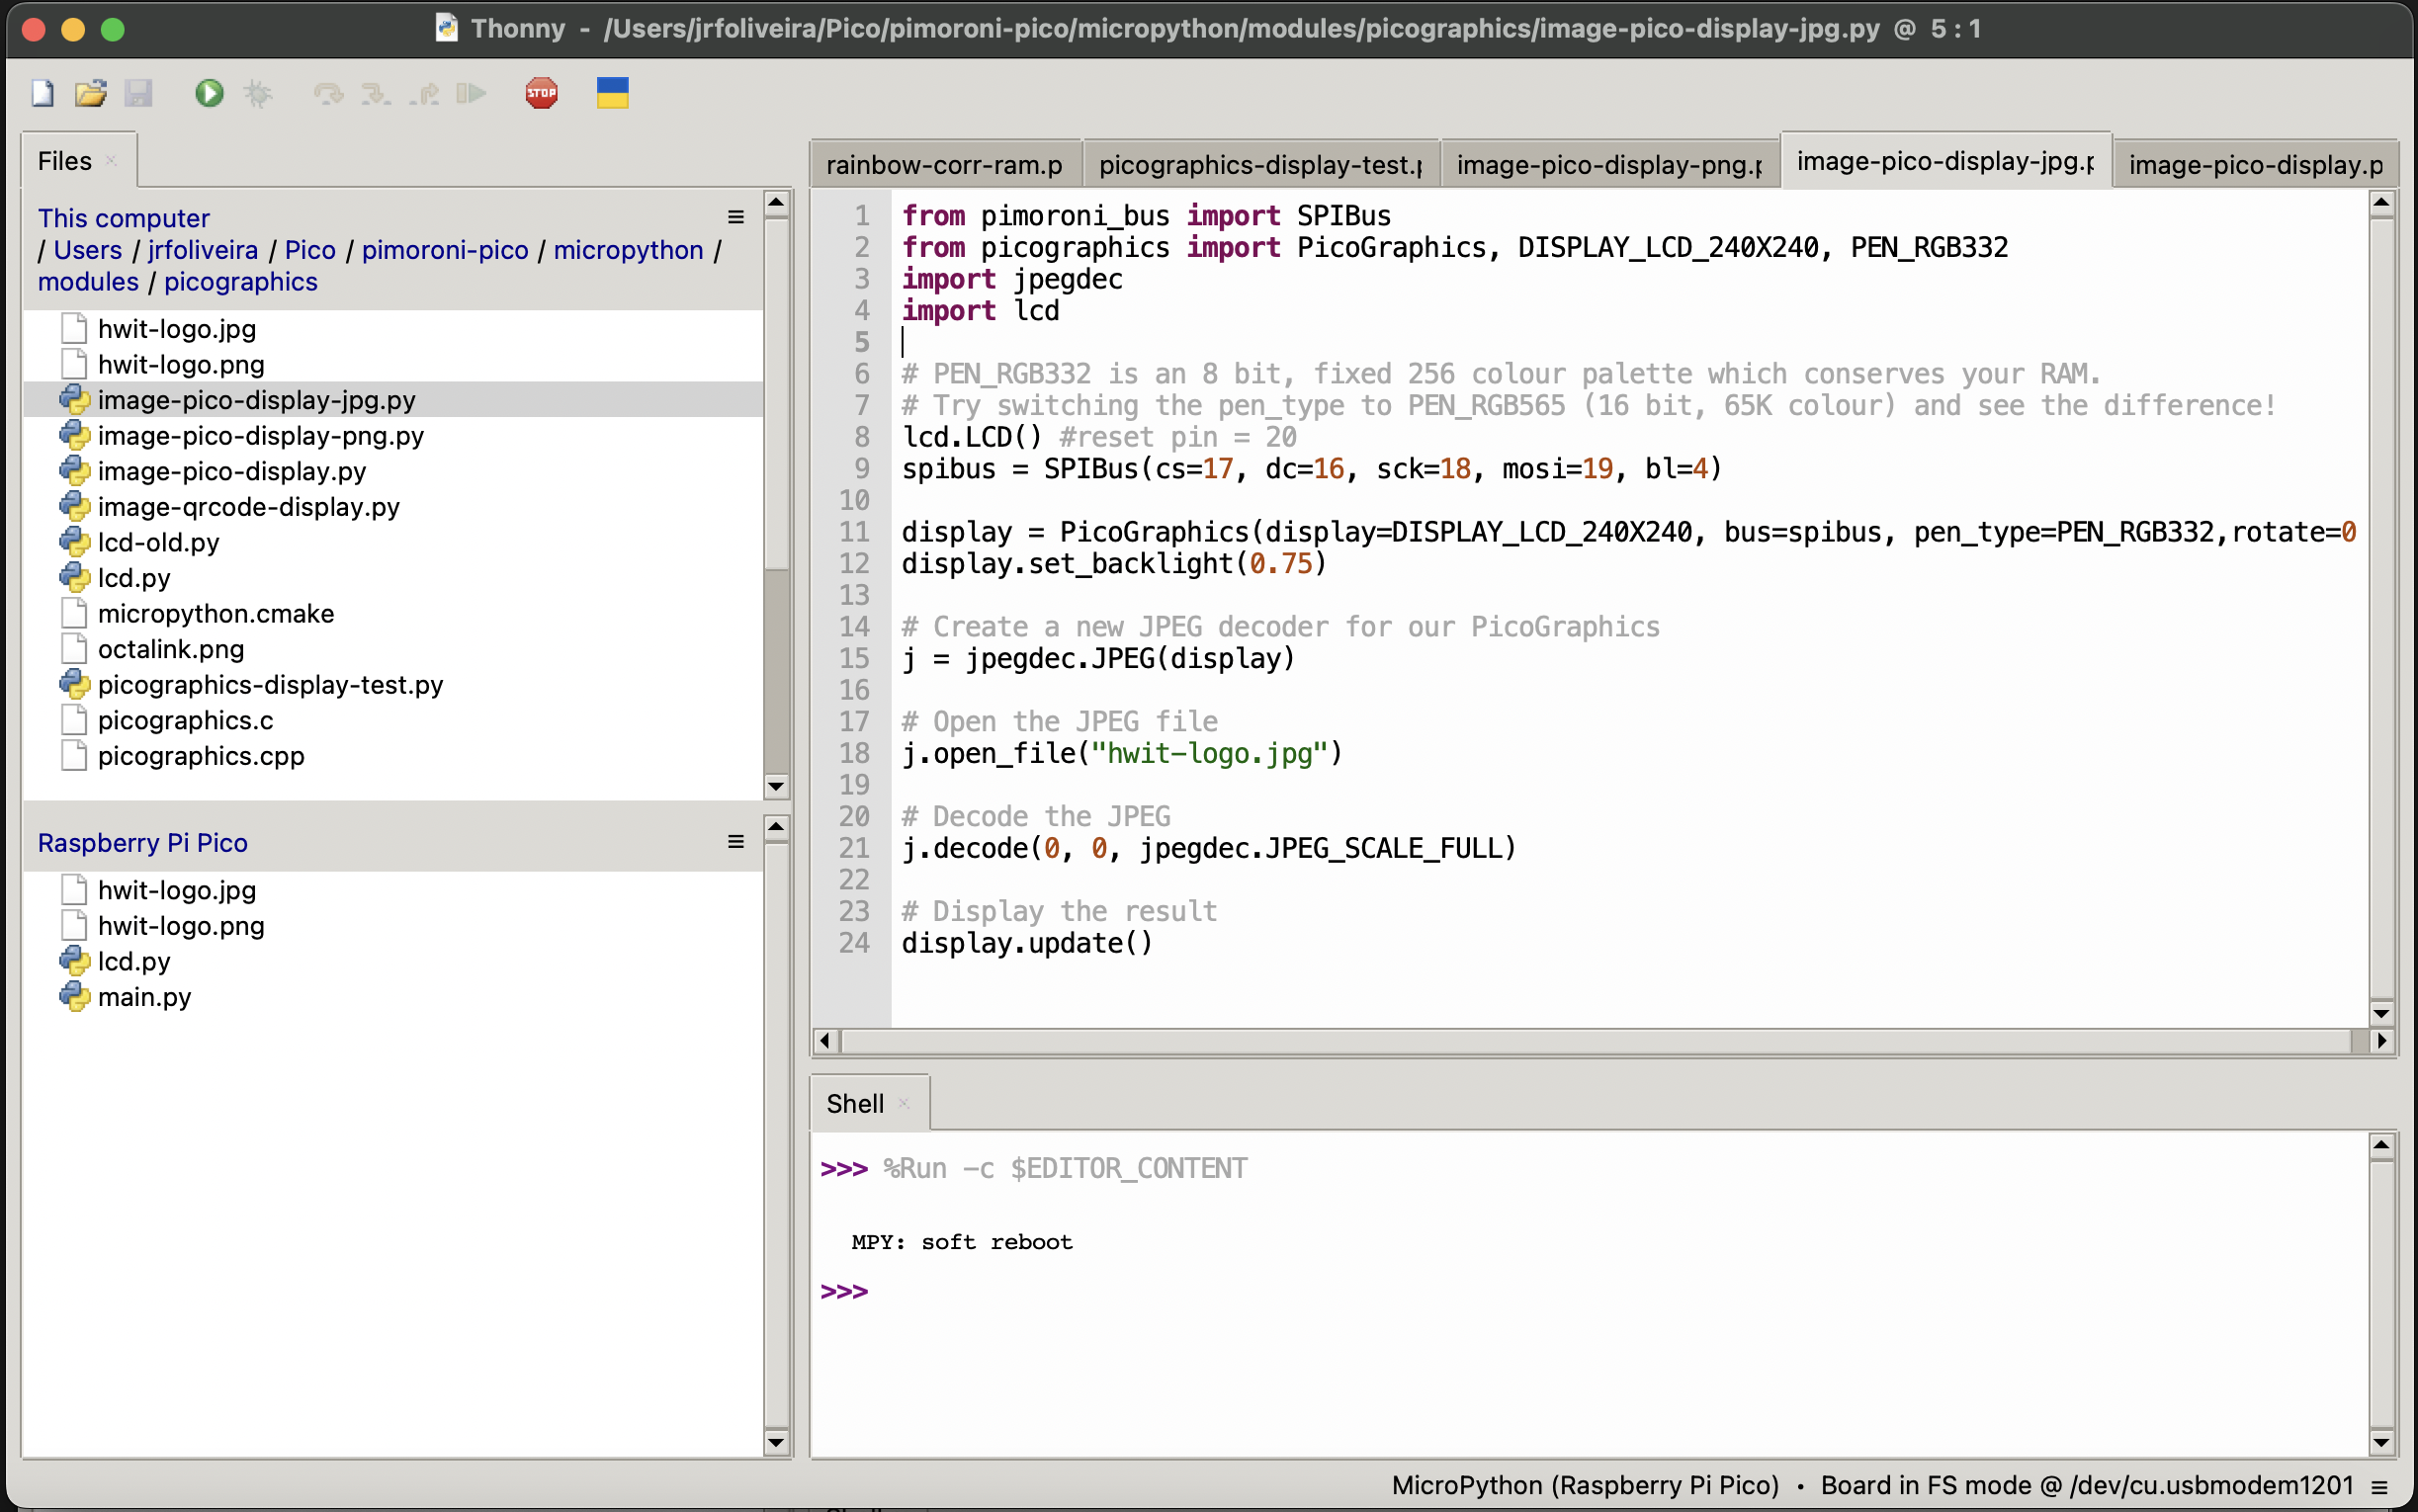 Thonny - /Users/jrfoliveira/Pico/pimoroni-pico/micropython/modules/picographics/image-pico-display-jpg.py @ 5 : 1
STOP
Files
This computer
/ Users / jrfoliveira / Pico / pimoroni-pico / micropython /
modules / picographics
hwit-logo.jpg
hwit-logo.png
image-pico-display-jpg.py
image-pico-display-png.py
image-pico-display.py
image-qrcode-display.py
lcd-old.py
lcd.py
micropython.cmake
octalink.png
picographics-display-test.py
picographics.c
picographics.cpp
Raspberry Pi Pico
hwit-logo.jpg
hwit-logo.png
lcd.py
main.py
rainbow-corr-ram.p
picographics-display-test.p
image-pico-display-png.p
image-pico-display-jpg.p
image-pico-display.p
1 from pimoroni_bus import SPIBus
2 from picographics import PicoGraphics, DISPLAY_LCD_240X240, PEN_RGB332
3 import jpegdec
4 import lcd
5
6 # PEN_RGB332 is an 8 bit, fixed 256 colour palette which conserves your RAM.
7 # Try switching the pen_type to PEN_RGB565 (16 bit, 65K colour) and see the difference!
8 lcd.LCD() #reset pin = 20
9 spibus = SPIBus(cs=17, dc=16, sck=18, mosi=19, bl=4)
10
11 display = PicoGraphics(display=DISPLAY_LCD_240X240, bus=spibus, pen_type=PEN_RGB332,rotate=0
12 display.set_backlight(0.75)
13
14 # Create a new JPEG decoder for our PicoGraphics
15 j = jpegdec.JPEG(display)
16
17 # Open the JPEG file
18 j.open_file("hwit-logo.jpg")
19
20 # Decode the JPEG
21 j.decode(0, 0, jpegdec.JPEG_SCALE_FULL)
22
23 # Display the result
24 display.update()
Shell
>>> %Run -c $EDITOR_CONTENT
MPY: soft reboot
>>>
MicroPython (Raspberry Pi Pico) • Board in FS mode @ /dev/cu.usbmodem1201 ≡